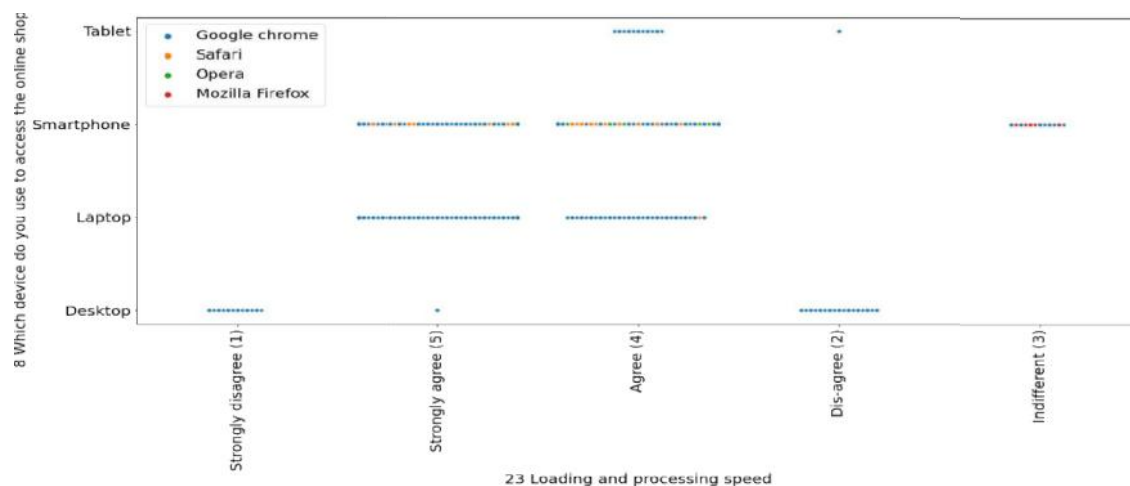 8 Which device do you use to access the online shop
Tablet
Smartphone
Laptop
Desktop
Google chrome
Safari
Opera
Mozilla Firefox
Strongly disagree (1)
Strongly agree (5)
Agree (4)
Dis-agree (2)
Indifferent (3)
23 Loading and processing speed